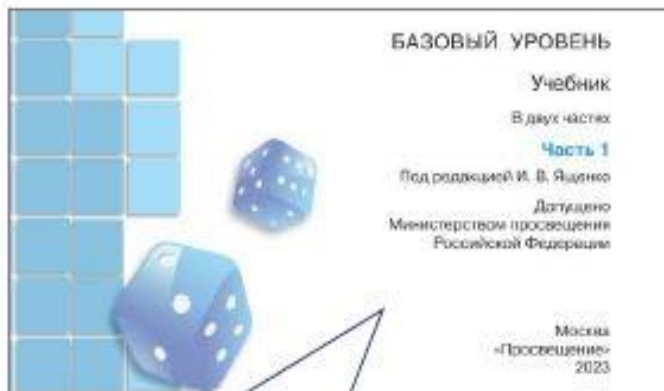 БАЗОВЫЙ УРОВЕНЬ
Учебник
В двух частях
Часть 1
Под редакцией И. В. Ященко
Допущено
Министерством просвещения
Российской Федерации
Москва
«Просвещение»
2023